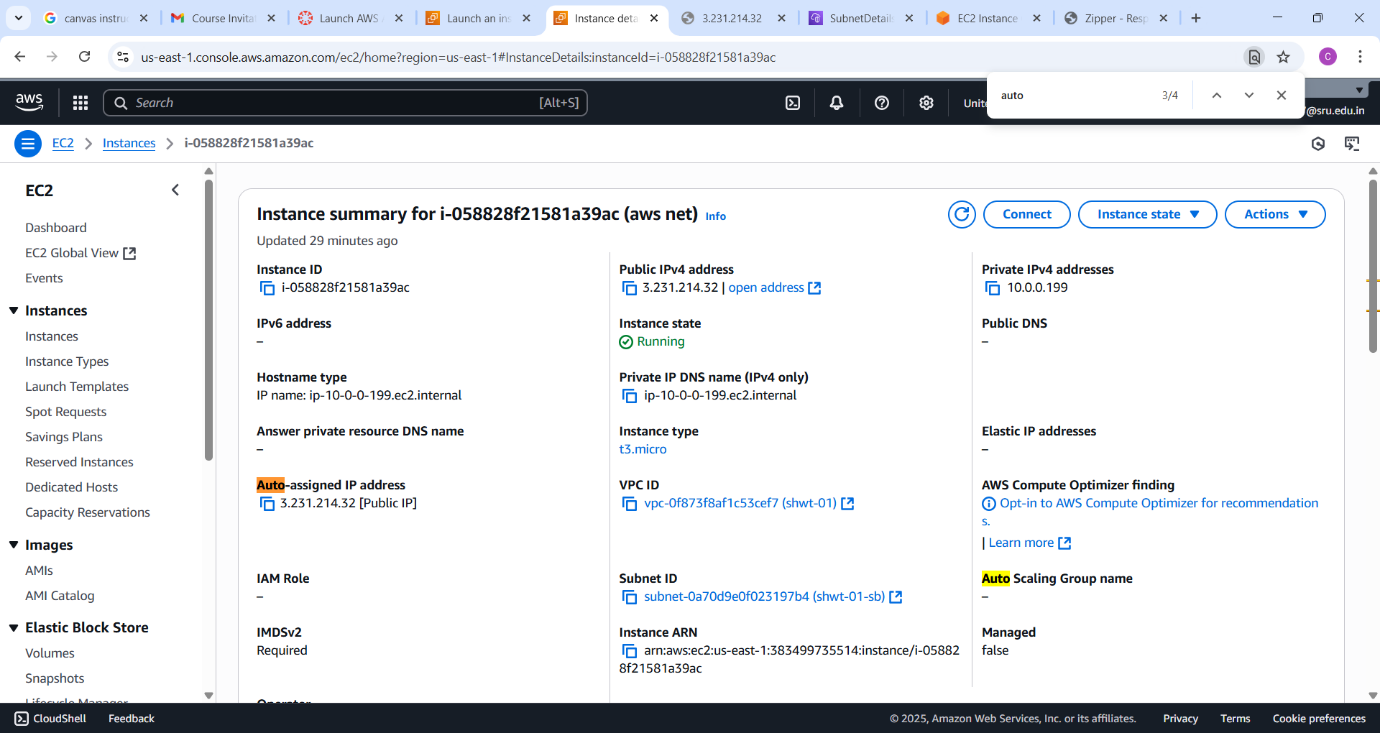 canvas instru
Course Invitat
Launch AWS
Launch an ins
Instance deta
3.231.214.32
SubnetDetail
EC2 Instance
Zipper - Resp
us-east-1.console.aws.amazon.com/ec2/home?region=us-east-1#InstanceDetails:instanceId=i-058828f21581a39ac
C
auto
3/4
aws
Search
[Alt+S]
Unite
@sru.edu.in
EC2
Instances
i-058828f21581a39ac
EC2
Dashboard
EC2 Global View
Events
Instances
Instances
Instance Types
Launch Templates
Spot Requests
Savings Plans
Reserved Instances
Dedicated Hosts
Capacity Reservations
Images
AMIs
AMI Catalog
Elastic Block Store
Volumes
Snapshots
Lifecycle Manager
Instance summary for i-058828f21581a39ac (aws net) Info
Updated 29 minutes ago
Connect
Instance state
Actions
Instance ID
i-058828f21581a39ac
Public IPv4 address
3.231.214.32 | open address
Private IPv4 addresses
10.0.0.199
IPv6 address
–
Instance state
Running
Public DNS
–
Hostname type
IP name: ip-10-0-0-199.ec2.internal
Private IP DNS name (IPv4 only)
ip-10-0-0-199.ec2.internal
Answer private resource DNS name
–
Instance type
t3.micro
Elastic IP addresses
–
Auto-assigned IP address
3.231.214.32 [Public IP]
VPC ID
vpc-0f873f8af1c53cef7 (shwt-01)
AWS Compute Optimizer finding
Opt-in to AWS Compute Optimizer for recommendation
s.
| Learn more
IAM Role
–
Subnet ID
subnet-0a70d9e0f023197b4 (shwt-01-sb)
Auto Scaling Group name
–
IMDSv2
Required
Instance ARN
arn:aws:ec2:us-east-1:383499735514:instance/i-05882
8f21581a39ac
Managed
false
Operator
CloudShell
Feedback
© 2025, Amazon Web Services, Inc. or its affiliates.
Privacy
Terms
Cookie preferences